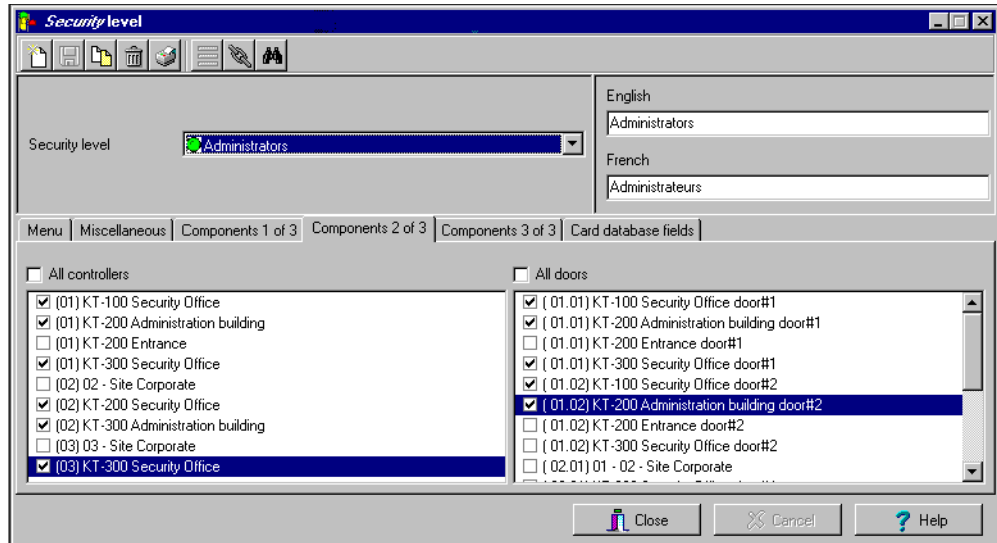 Security level
English
Administrators
Security level
Administrators
French
Administrateurs
Menu
Miscellaneous
Components 1 of 3
Components 2 of 3
Components 3 of 3
Card database fields
All controllers
(01) KT-100 Security Office
(01) KT-200 Administration building
(01) KT-200 Entrance
(01) KT-300 Security Office
(02) 02 - Site Corporate
(02) KT-200 Security Office
(02) KT-300 Administration building
(03) 03 - Site Corporate
(03) KT-300 Security Office
All doors
( 01.01) KT-100 Security Office door#1
( 01.01) KT-200 Administration building door#1
( 01.01) KT-200 Entrance door#1
( 01.01) KT-300 Security Office door#1
( 01.02) KT-100 Security Office door#2
( 01.02) KT-200 Administration building door#2
( 01.02) KT-200 Entrance door#2
( 01.02) KT-300 Security Office door#2
( 02.01) 01 - 02 - Site Corporate
Close
Cancel
Help